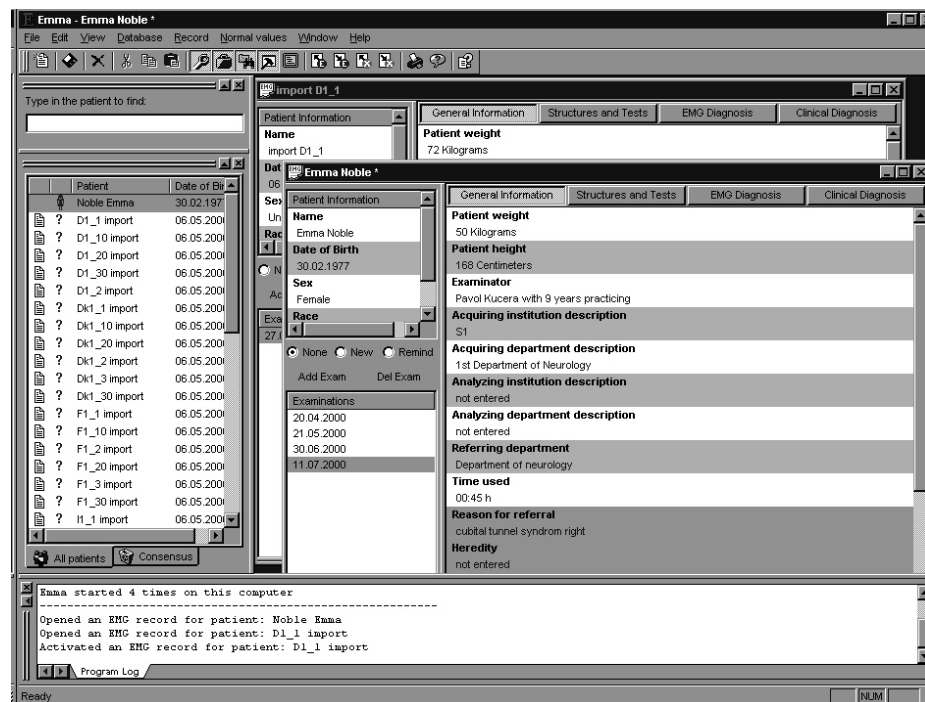 Emma - Emma Noble *
File Edit View Database Record Normal values Window Help
Type in the patient to find:
Patient Date of Bir
Noble Emma 30.02.197
? D1_1 import 06.05.200
? D1_10 import 06.05.200
? D1_20 import 06.05.200
? D1_30 import 06.05.200
? D1_2 import 06.05.200
? Dk1_1 import 06.05.200
? Dk1_10 import 06.05.200
? Dk1_20 import 06.05.200
? Dk1_2 import 06.05.200
? Dk1_3 import 06.05.200
? Dk1_30 import 06.05.200
? F1_1 import 06.05.200
? F1_10 import 06.05.200
? F1_2 import 06.05.200
? F1_20 import 06.05.200
? F1_3 import 06.05.200
? F1_30 import 06.05.200
? I1_1 import 06.05.200
All patients Consensus
import D1_1
Patient Information
Name
import D1_1
Dat
06
Sex
Un
Rac
N
Ad
Exa
27.0
General Information Structures and Tests EMG Diagnosis Clinical Diagnosis
Patient weight
72 Kilograms
Emma Noble *
Patient Information
Name
Emma Noble
Date of Birth
30.02.1977
Sex
Female
Race
None New Remind
Add Exam Del Exam
Examinations
20.04.2000
21.05.2000
30.06.2000
11.07.2000
General Information Structures and Tests EMG Diagnosis Clinical Diagnosis
Patient weight
50 Kilograms
Patient height
168 Centimeters
Examinator
Pavol Kucera with 9 years practicing
Acquiring institution description
S1
Acquiring department description
1st Department of Neurology
Analyzing institution description
not entered
Analyzing department description
not entered
Referring department
Department of neurology
Time used
00:45 h
Reason for referral
cubital tunnel syndrom right
Heredity
not entered
Emma started 4 times on this computer
----------------------------------------------------
Opened an EMG record for patient: Noble Emma
Opened an EMG record for patient: D1_1 import
Activated an EMG record for patient: D1_1 import
Program Log
Ready NUM